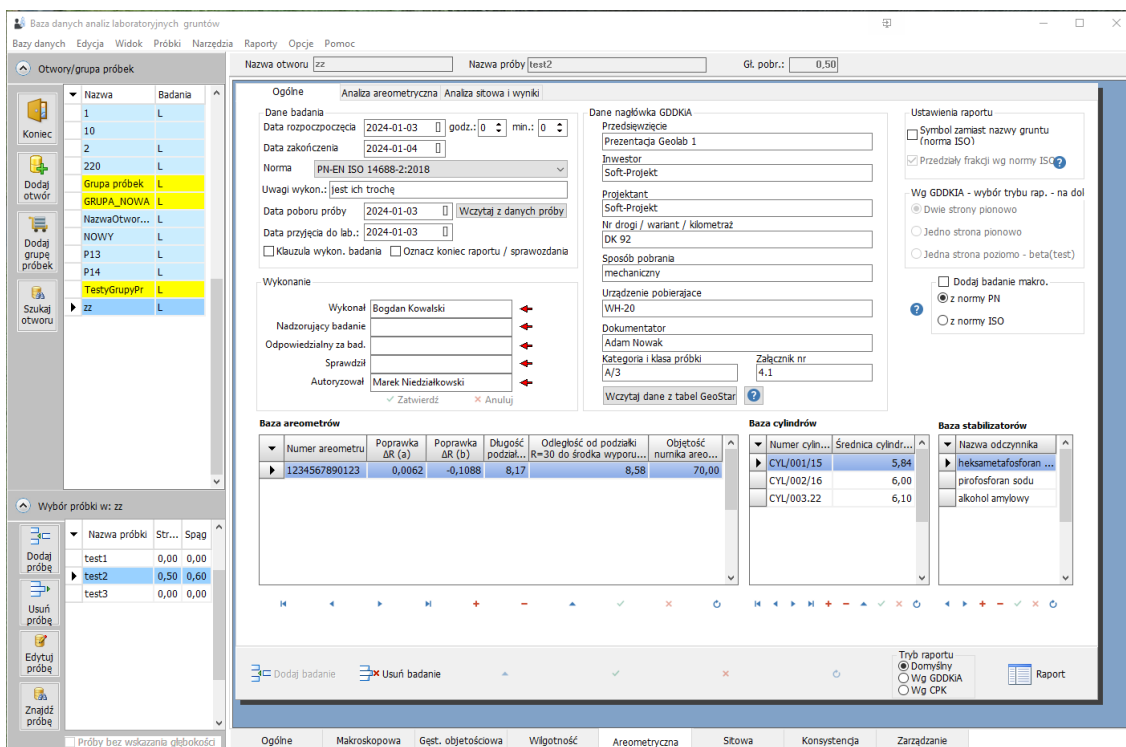 Baza danych analiz laboratoryjnych gruntów
Bazy danych Edycja Widok Próbki Narzędzia Raporty Opcje Pomoc
Otwory/grupa próbek
Nazwa otworu zz Nazwa próby test2 Gł. pobr.: 0,50
Koniec
Dodaj otwór
Dodaj grupę próbek
Szukaj otworu
Nazwa Badania
1 L
10
2 L
220 L
Grupa próbek L
GRUPA_NOWA L
NazwaOtwor... L
NOWY L
P13 L
P14 L
TestyGrupyPr L
zz L
Wybór próbki w: zz
Dodaj próbę
Usuń próbę
Edytuj próbę
Znajdź próbę
Nazwa próbki Str... Spąg
test1 0,00 0,00
test2 0,50 0,60
test3 0,00 0,00
Próby bez wskazania głębokości
Ogólne Analiza areometryczna Analiza sitowa i wyniki
Dane badania
Data rozpoczpoczęcia 2024-01-03 godz.: 0 min.: 0
Data zakończenia 2024-01-04
Norma PN-EN ISO 14688-2:2018
Uwagi wykon.: jest ich trochę
Data poboru próby 2024-01-03 Wczytaj z danych próby
Data przyjęcia do lab.: 2024-01-03
Klauzula wykon. badania Oznacz koniec raportu / sprawozdania
Wykonanie
Wykonał Bogdan Kowalski
Nadzorujący badanie
Odpowiedzialny za bad.
Sprawdził
Autoryzował Marek Niedziałkowski
Zatwierdź Anuluj
Dane nagłówka GDDKiA
Przedsięwzięcie
Prezentacja Geolab 1
Inwestor
Soft-Projekt
Projektant
Soft-Projekt
Nr drogi / wariant / kilometraż
DK 92
Sposób pobrania
mechaniczny
Urządzenie pobierajace
WH-20
Dokumentator
Adam Nowak
Kategoria i klasa próbki Załącznik nr
A/3 4.1
Wczytaj dane z tabel GeoStar ?
Ustawienia raportu
Symbol zamiast nazwy gruntu
(norma ISO)
Przedziały frakcji wg normy ISO ?
Wg GDDKIA - wybór trybu rap. - na dol
Dwie strony pionowo
Jedno strona pionowo
Jedna strona poziomo - beta(test)
Dodaj badanie makro.
z normy PN
?
z normy ISO
Baza areometrów
Numer areometru Poprawka ΔR (a) Poprawka ΔR (b) Długość podział... Odległość od podziałki R=30 do środka wyporu... Objętość nurnika areo...
1234567890123 0,0062 -0,1088 8,17 8,58 70,00
Baza cylindrów
Numer cylin... Średnica cylindr...
CYL/001/15 5,84
CYL/002/16 6,00
CYL/003.22 6,10
Baza stabilizatorów
Nazwa odczynnika
heksametafosforan ...
pirofosforan sodu
alkohol amylowy
Dodaj badanie Usuń badanie
Tryb raportu
Domyślny
Wg GDDKiA
Wg CPK
Raport
Ogólne Makroskopowa Gęst. objętościowa Wilgotność Areometryczna Sitowa Konsystencja Zarządzanie